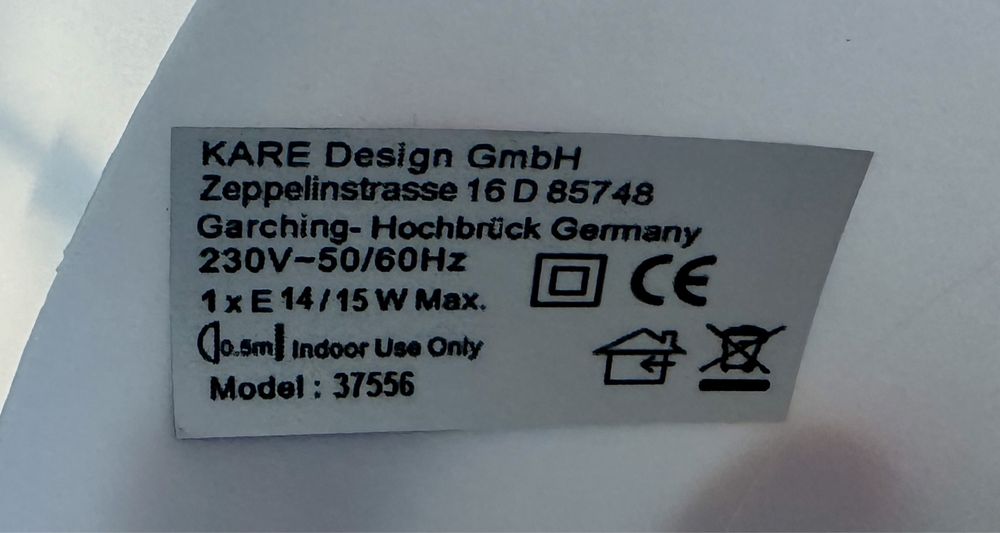 KARE Design GmbH
Zeppelinstrasse 16 D 85748
Garching- Hochbrück Germany
230V~50/60Hz
CE
1 x E 14 / 15 W Max.
0.5m Indoor Use Only
Model : 37556